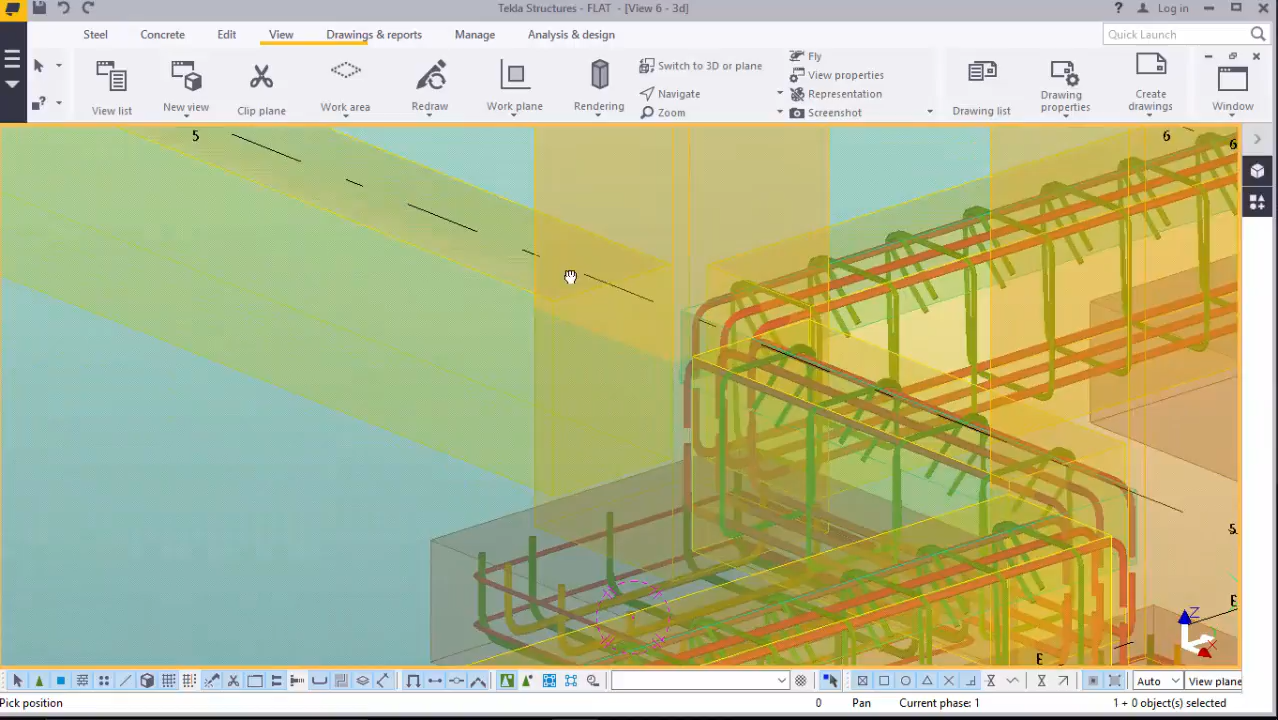 Tekla Structures - FLAT - [View 6 - 3d]
? Log in
Steel Concrete Edit View Drawings & reports Manage Analysis & design
Quick Launch
View list
New view
Clip plane
Work area
Redraw
Work plane
Rendering
Switch to 3D or plane
Navigate
Zoom
Fly
View properties
Representation
Screenshot
Drawing list
Drawing properties
Create drawings
Window
5
6
6
5
E
E
Z
X
Auto View plane
Pick position 0 Pan Current phase: 1 1 + 0 object(s) selected